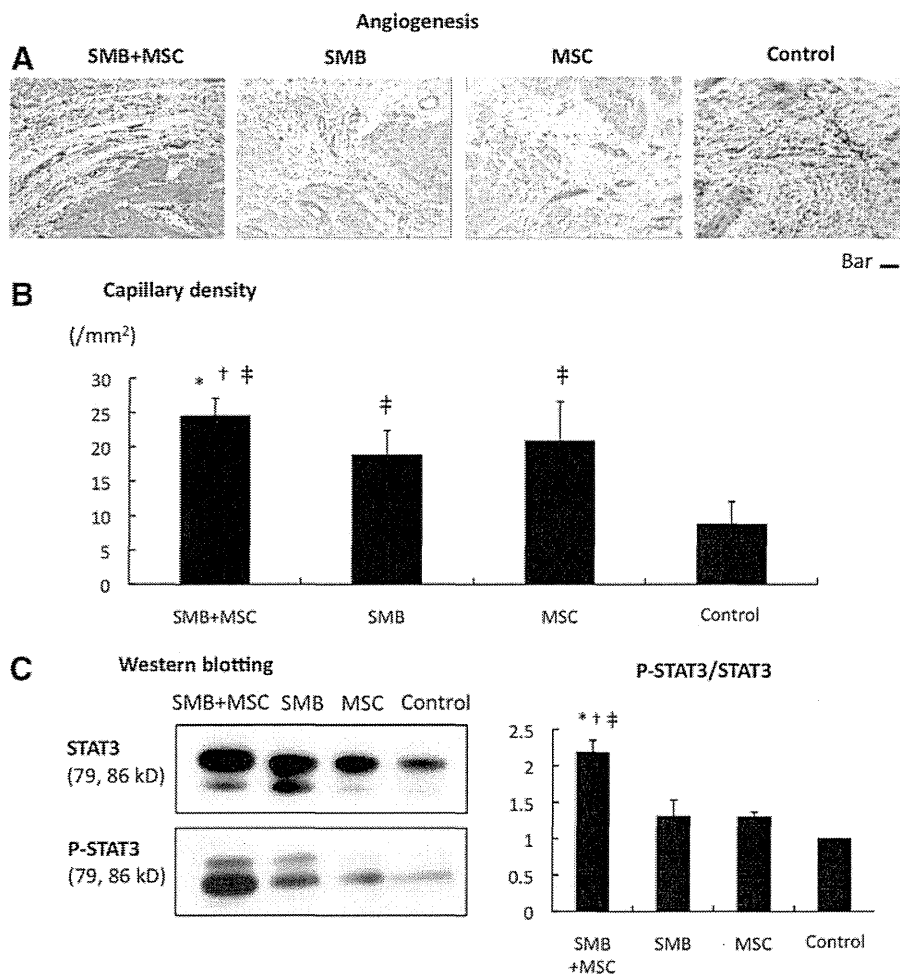 Angiogenesis
A
SMB+MSC SMB MSC Control
Bar
B Capillary density
(/mm²)
* † ‡
‡
‡
30
25
20
15
10
5
0
SMB+MSC SMB MSC Control
C Western blotting
SMB+MSC SMB MSC Control
STAT3
(79, 86 kD)
P-STAT3
(79, 86 kD)
P-STAT3/STAT3
* † ‡
2.5
2
1.5
1
0.5
0
SMB SMB MSC Control
+MSC